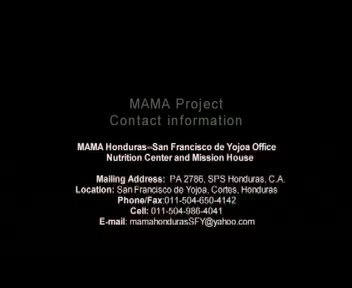 MAMA Project
Contact information
MAMA Honduras--San Francisco de Yojoa Office
Nutrition Center and Mission House
Mailing Address: PA 2786, SPS Honduras, C.A.
Location: San Francisco de Yojoa, Cortes, Honduras
Phone/Fax:011-504-650-4142
Cell: 011-504-986-4041
E-mail: mamahondurasSFY@yahoo.com